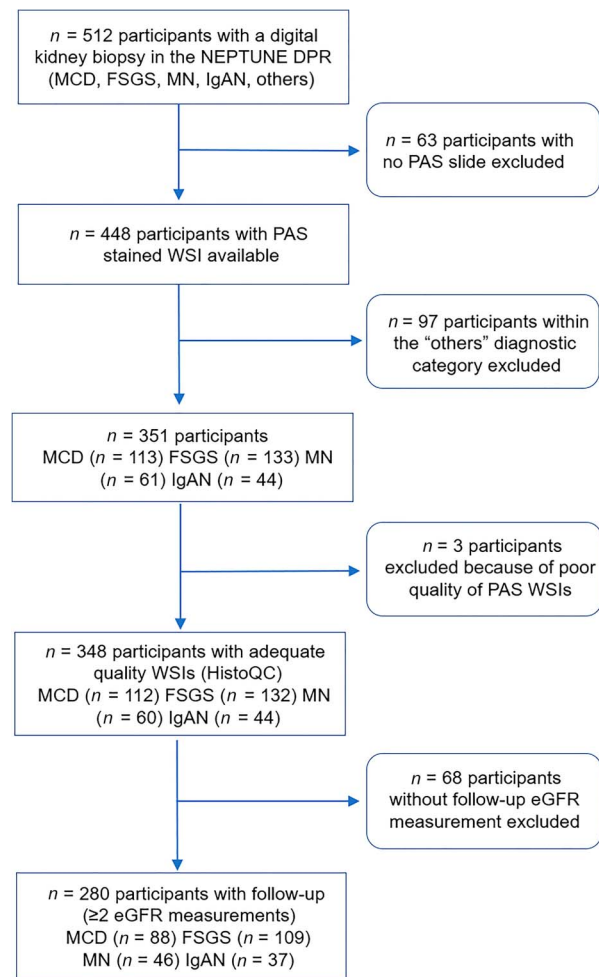 n = 512 participants with a digital
kidney biopsy in the NEPTUNE DPR
(MCD, FSGS, MN, IgAN, others)
n = 63 participants with
no PAS slide excluded
n = 448 participants with PAS
stained WSI available
n = 97 participants within
the “others” diagnostic
category excluded
n = 351 participants
MCD (n = 113) FSGS (n = 133) MN
(n = 61) IgAN (n = 44)
n = 3 participants
excluded because of poor
quality of PAS WSIs
n = 348 participants with adequate
quality WSIs (HistoQC)
MCD (n = 112) FSGS (n = 132) MN
(n = 60) IgAN (n = 44)
n = 68 participants
without follow-up eGFR
measurement excluded
n = 280 participants with follow-up
(≥2 eGFR measurements)
MCD (n = 88) FSGS (n = 109)
MN (n = 46) IgAN (n = 37)